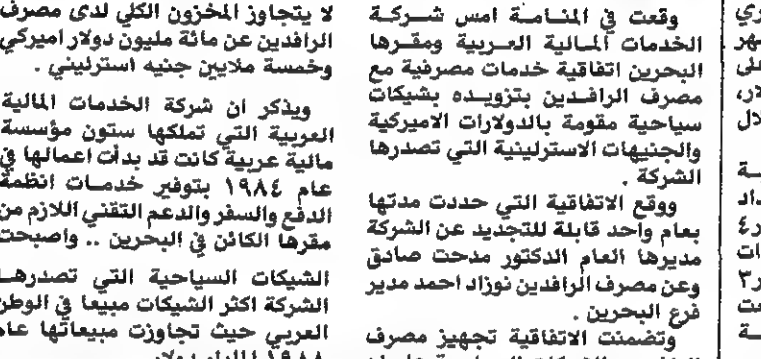 وقعت في المنامة امس شركة
الخدمات المالية العربية ومقرها
البحرين اتفاقية خدمات مصرفية مع
مصرف الرافدين بتزويده بشيكات
سياحية مقومة بالدولارات الاميركية
والجنيهات الاسترلينية التي تصدرها
الشركة .
ووقع الاتفاقية التي حددت مدتها
بعام واحد قابلة للتجديد عن الشركة
مديرها العام الدكتور مدحت صادق
وعن مصرف الرافدين نوزاد احمد مدير
فرع البحرين .
وتضمنت الاتفاقية تجهيز مصرف
لا يتجاوز المخزون الكلي لدى مصرف
الرافدين عن مائة مليون دولار اميركي
وخمسة ملايين جنيه استرليني .
ويذكر ان شركة الخدمات المالية
العربية التي تملكها ستون مؤسسة
مالية عربية كانت قد بدأت اعمالها في
عام ١٩٨٤ بتوفير خدمات انظمة
الدفع والسفر والدعم التقني اللازم من
مقرها الكائن في البحرين .. واصبحت
الشيكات السياحية التي تصدرها
الشركة اكثر الشيكات مبيعا في الوطن
العربي حيث تجاوزت مبيعاتها عام